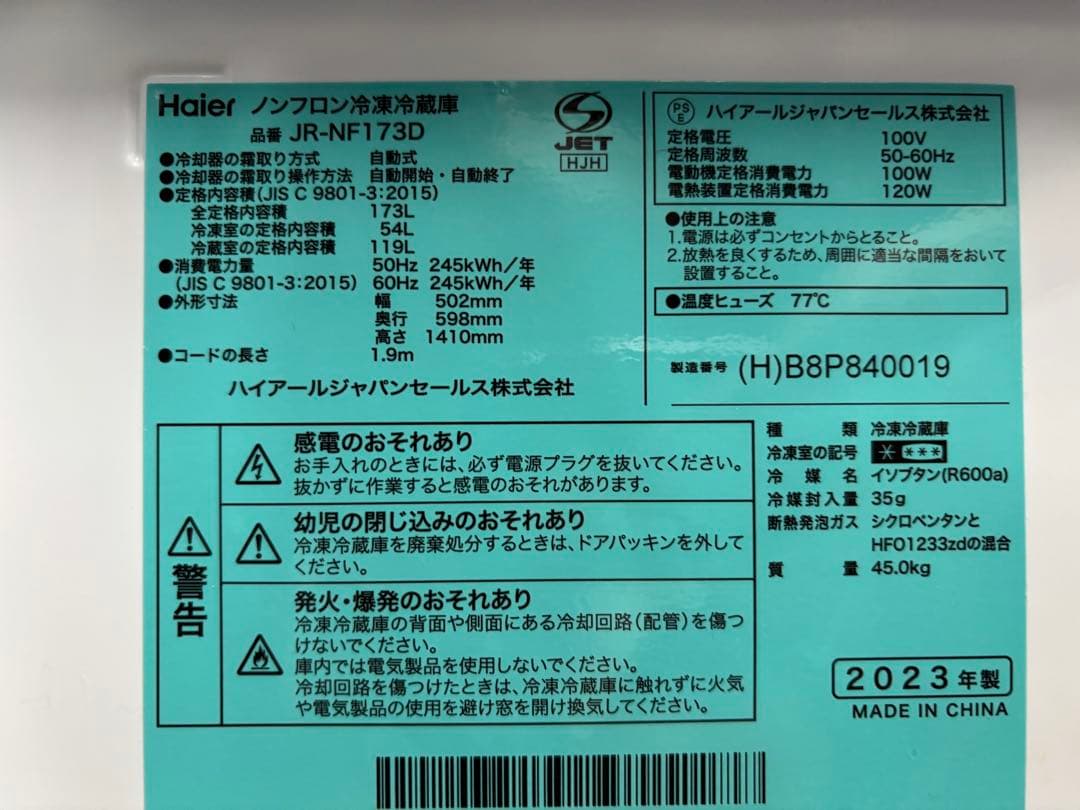 Haier ノンフロン冷凍冷蔵庫
品番 JR-NF173D
●冷却器の霜取り方式 自動式
●冷却器の霜取り操作方法 自動開始・自動終了
●定格内容積(JIS C 9801-3:2015)
全定格内容積 173L
冷凍室の定格内容積 54L
冷蔵室の定格内容積 119L
●消費電力量 50Hz 245kWh/年
(JIS C 9801-3:2015) 60Hz 245kWh/年
●外形寸法 幅 502mm
奥行 598mm
高さ 1410mm
●コードの長さ 1.9m
ハイアールジャパンセールス株式会社
S
JET
HJH
PS
E
ハイアールジャパンセールス株式会社
定格電圧 100V
定格周波数 50-60Hz
電動機定格消費電力 100W
電熱装置定格消費電力 120W
●使用上の注意
1.電源は必ずコンセントからとること。
2.放熱を良くするため、周囲に適当な間隔をおいて
設置すること。
●温度ヒューズ 77℃
製造番号 (H)B8P840019
警告
感電のおそれあり
お手入れのときには、必ず電源プラグを抜いてください。
抜かずに作業すると感電のおそれがあります。
幼児の閉じ込みのおそれあり
冷凍冷蔵庫を廃棄処分するときは、ドアパッキンを外して
ください。
発火・爆発のおそれあり
冷凍冷蔵庫の背面や側面にある冷却回路(配管)を傷つ
けないでください。
庫内では電気製品を使用しないでください。
冷却回路を傷つけたときは、冷凍冷蔵庫に触れずに火気
や電気製品の使用を避け窓を開け換気してください。
種類 冷凍冷蔵庫
冷凍室の記号 * ***
冷媒名 イソブタン(R600a)
冷媒封入量 35g
断熱発泡ガス シクロペンタンと
HFO1233zdの混合
質量 45.0kg
2023年製
MADE IN CHINA